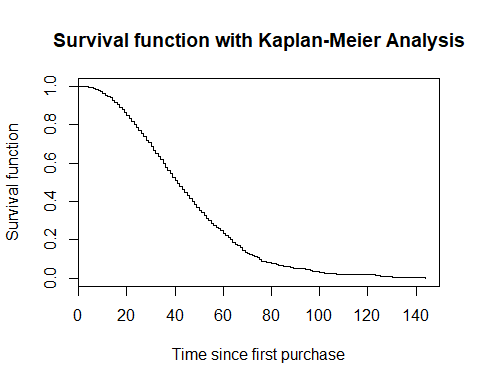 Survival function with Kaplan-Meier Analysis
Survival function
1.0
0.8
0.6
0.4
0.2
0.0
0 20 40 60 80 100 120 140
Time since first purchase